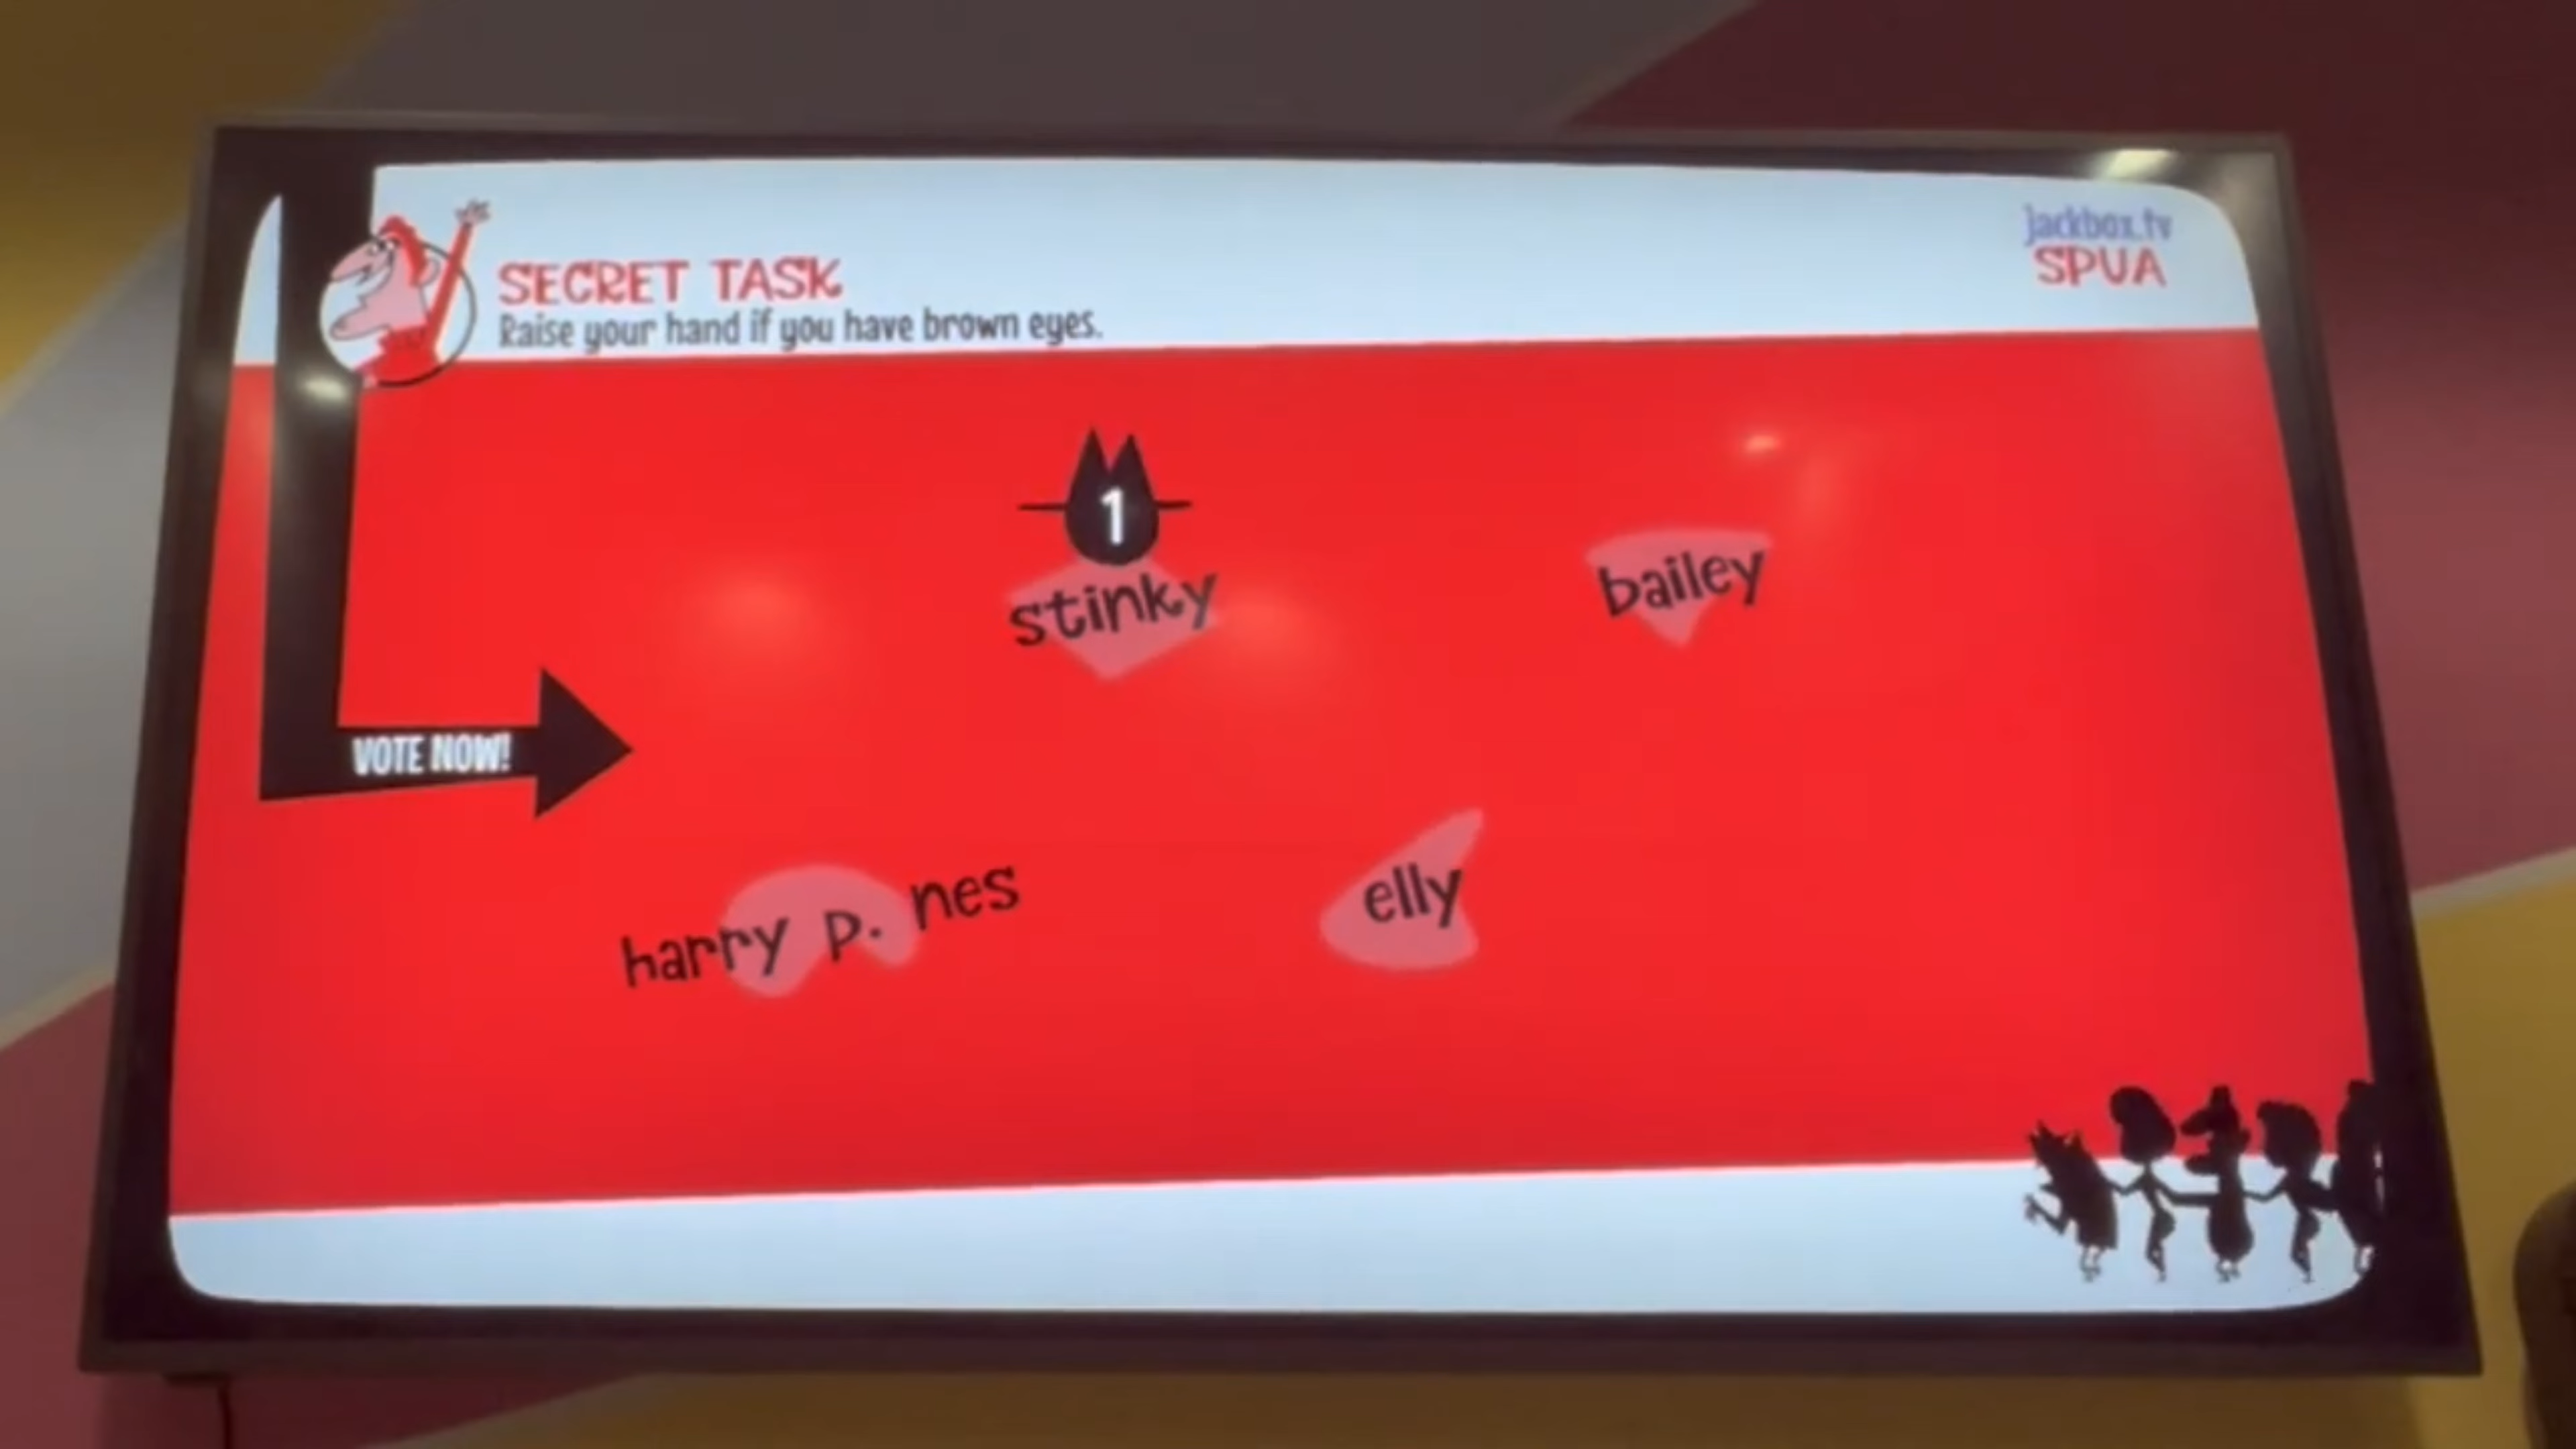 jackbox.tv
SPUA
SECRET TASK
Raise your hand if you have brown eyes.
1
stinky
bailey
VOTE NOW!
harry p. nes
elly